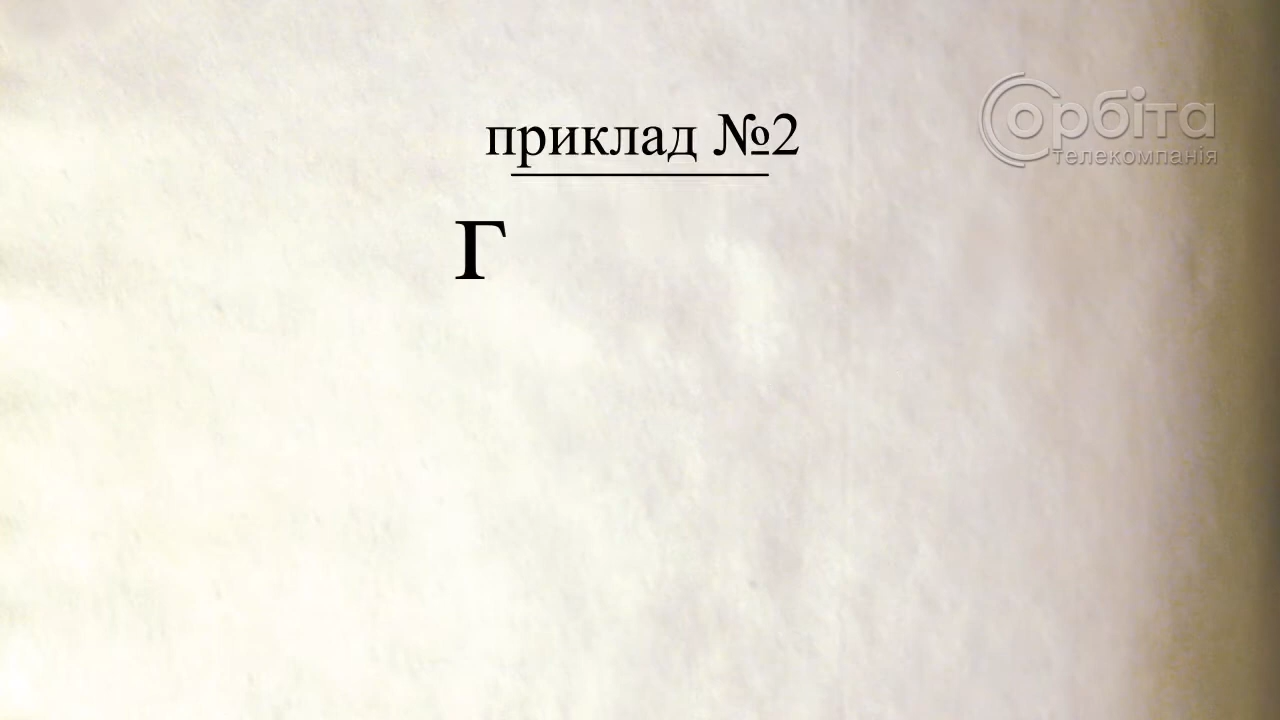 приклад №2
Орбіта
телекомпанія
Г